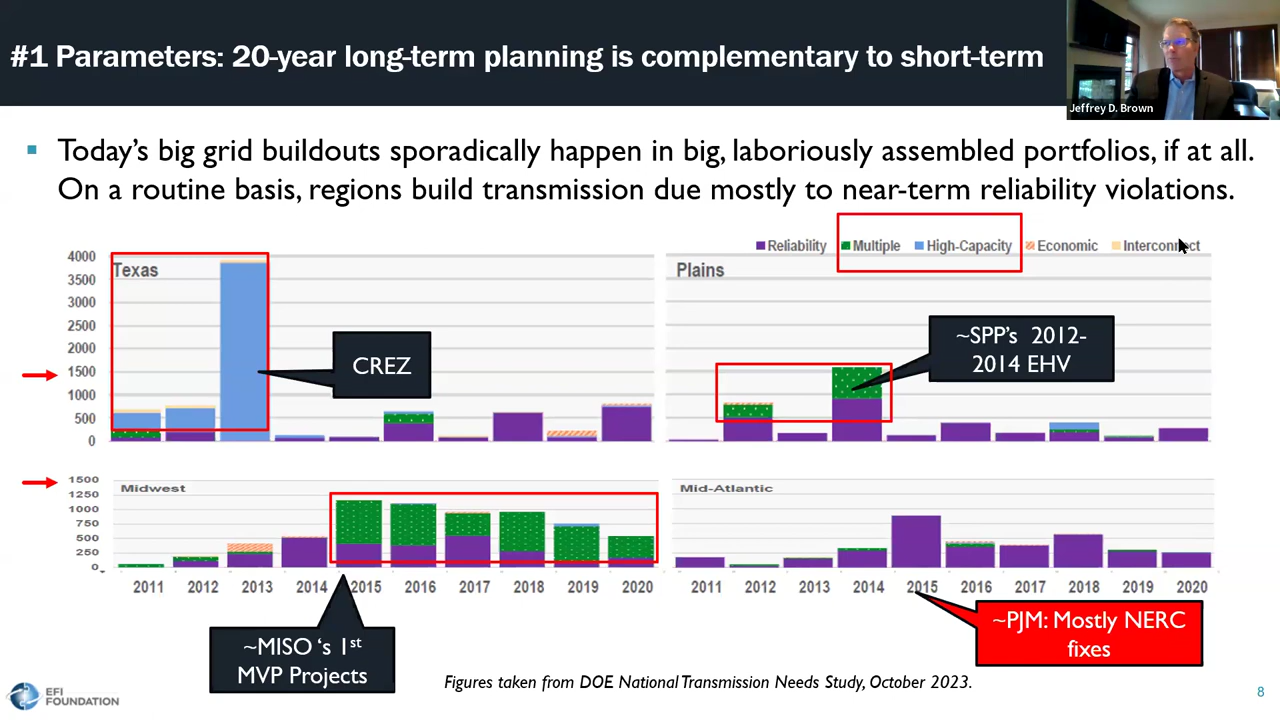 #1 Parameters: 20-year long-term planning is complementary to short-term
Jeffrey D. Brown
Today's big grid buildouts sporadically happen in big, laboriously assembled portfolios, if at all.
On a routine basis, regions build transmission due mostly to near-term reliability violations.
Reliability Multiple High-Capacity Economic Interconnect
4000
3500
3000
2500
2000
1500
1000
500
0
Texas
CREZ
Plains
~SPP's 2012-
2014 EHV
1500
1250
1000
750
500
250
0
Midwest
Mid-Atlantic
2011 2012 2013 2014 2015 2016 2017 2018 2019 2020
2011 2012 2013 2014 2015 2016 2017 2018 2019 2020
~MISO 's 1st
MVP Projects
~PJM: Mostly NERC
fixes
Figures taken from DOE National Transmission Needs Study, October 2023.
EFI
FOUNDATION
8